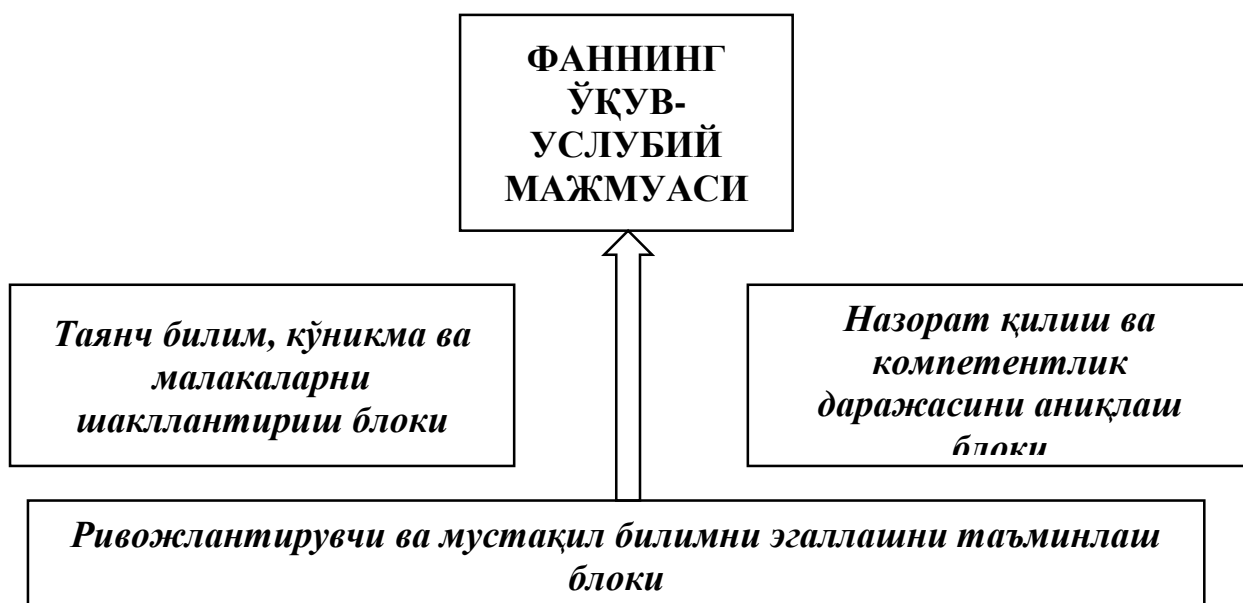 ФАННИНГ
ЎҚУВ-
УСЛУБИЙ
МАЖМУАСИ
Таянч билим, кўникма ва
малакаларни
шакллантириш блоки
Назорат қилиш ва
компетентлик
даражасини аниқлаш
блоки
Ривожлантирувчи ва мустақил билимни эгаллашни таъминлаш
блоки